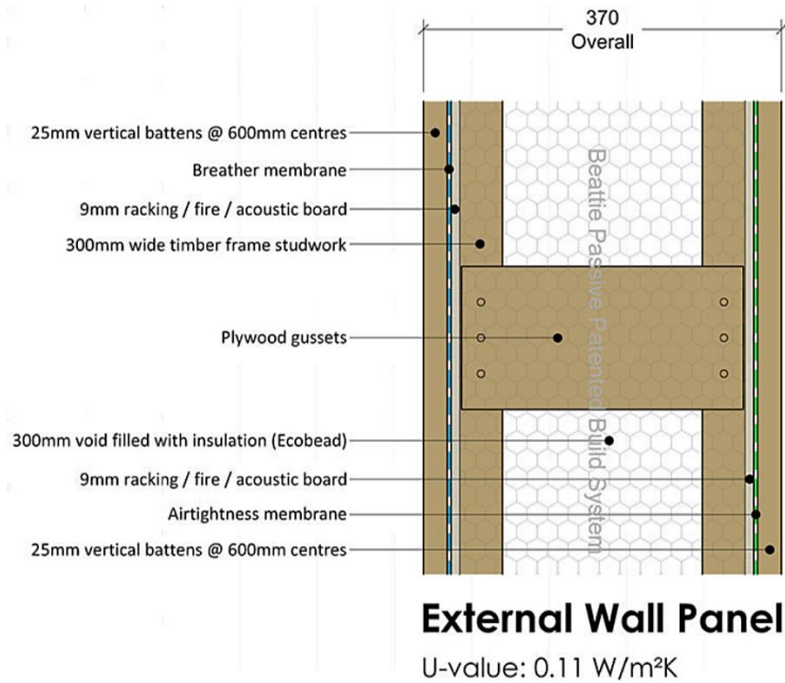 370
Overall
25mm vertical battens @ 600mm centres
Breather membrane
9mm racking / fire / acoustic board
300mm wide timber frame studwork
Plywood gussets
300mm void filled with insulation (Ecobead)
9mm racking / fire / acoustic board
Airtightness membrane
25mm vertical battens @ 600mm centres
Beattie Passive Patented Build System
External Wall Panel
U-value: 0.11 W/m²K